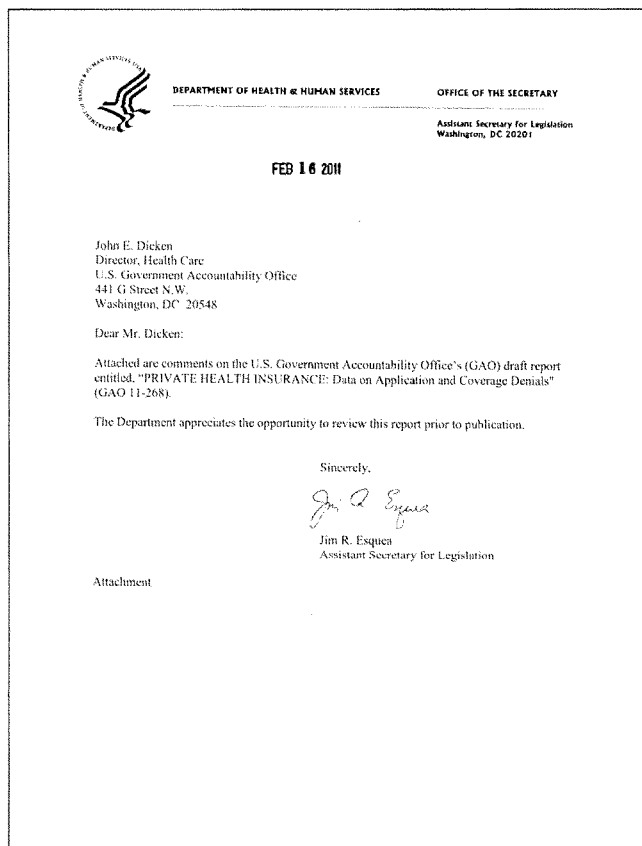 DEPARTMENT OF HEALTH & HUMAN SERVICES
OFFICE OF THE SECRETARY
Assistant Secretary for Legislation
Washington, DC 20201
FEB 16 2011
John E. Dicken
Director, Health Care
U.S. Government Accountability Office
441 G Street N.W.
Washington, DC 20548
Dear Mr. Dicken:
Attached are comments on the U.S. Government Accountability Office's (GAO) draft report
entitled, "PRIVATE HEALTH INSURANCE: Data on Application and Coverage Denials"
(GAO 11-268).
The Department appreciates the opportunity to review this report prior to publication.
Sincerely,
Jim R. Esquea
Assistant Secretary for Legislation
Attachment